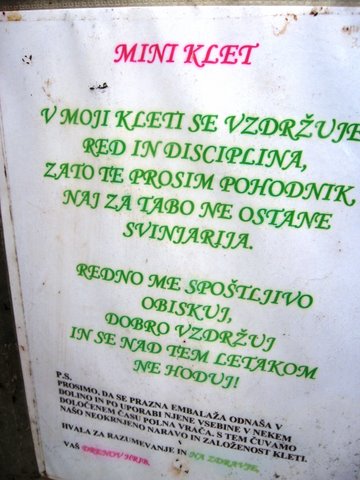 MINI KLET
V MOJI KLETI SE VZDRŽUJE
RED IN DISCIPLINA,
ZATO TE PROSIM POHODNIK,
NAJ ZA TABO NE OSTANE
SVINJARIJA.
REDNO ME SPOŠTLJIVO
OBISKUJ,
DOBRO VZDRŽUJ
IN SE NAD TEM LETAKOM
NE HODUJ!
P.S.
PROSIMO, DA SE PRAZNA EMBALAŽA ODNAŠA V
DOLINO IN PO UPORABI NJENE VSEBINE V NEKEM
DOLOČENEM ČASU POLNA VRAČA. S TEM ČUVAMO
NAŠO NEOKRNJENO NARAVO IN ZALOŽENOST KLETI.
HVALA ZA RAZUMEVANJE IN NA ZDRAVJE,
VAŠ DRENOV HRIB.